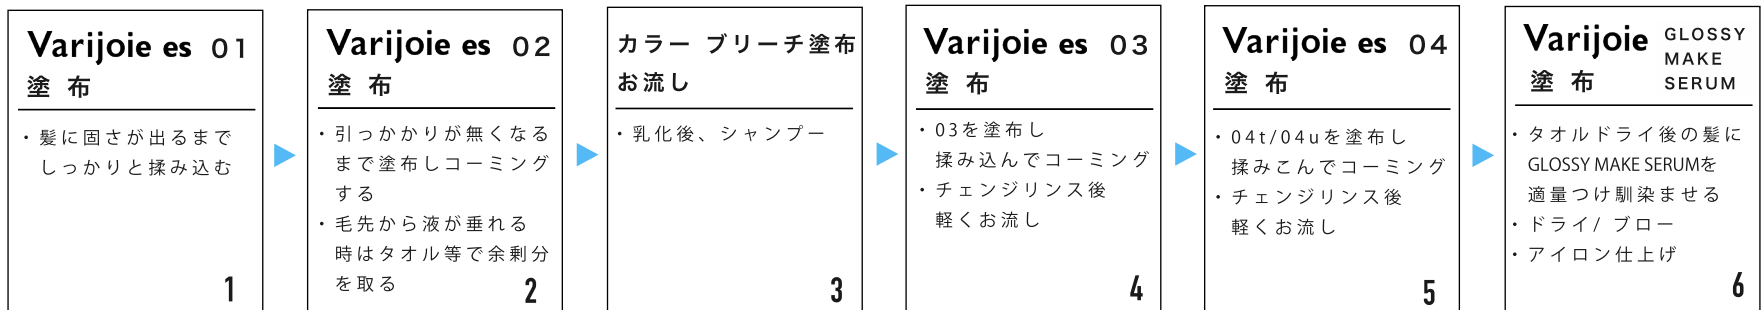 Varijoie es 01
塗 布
・髪に固さが出るまで
しっかりと揉み込む
1
Varijoie es 02
塗 布
・引っかかりが無くなる
まで塗布しコーミング
する
・毛先から液が垂れる
時はタオル等で余剰分
を取る
2
カラー ブリーチ塗布
お流し
・乳化後、シャンプー
3
Varijoie es 03
塗 布
・03を塗布し
揉み込んでコーミング
・チェンジリンス後
軽くお流し
4
Varijoie es 04
塗 布
・04t/04uを塗布し
揉みこんでコーミング
・チェンジリンス後
軽くお流し
5
Varijoie
塗 布
GLOSSY
MAKE
SERUM
・タオルドライ後の髪に
GLOSSY MAKE SERUMを
適量つけ馴染ませる
・ドライ/ ブロー
・アイロン仕上げ
6